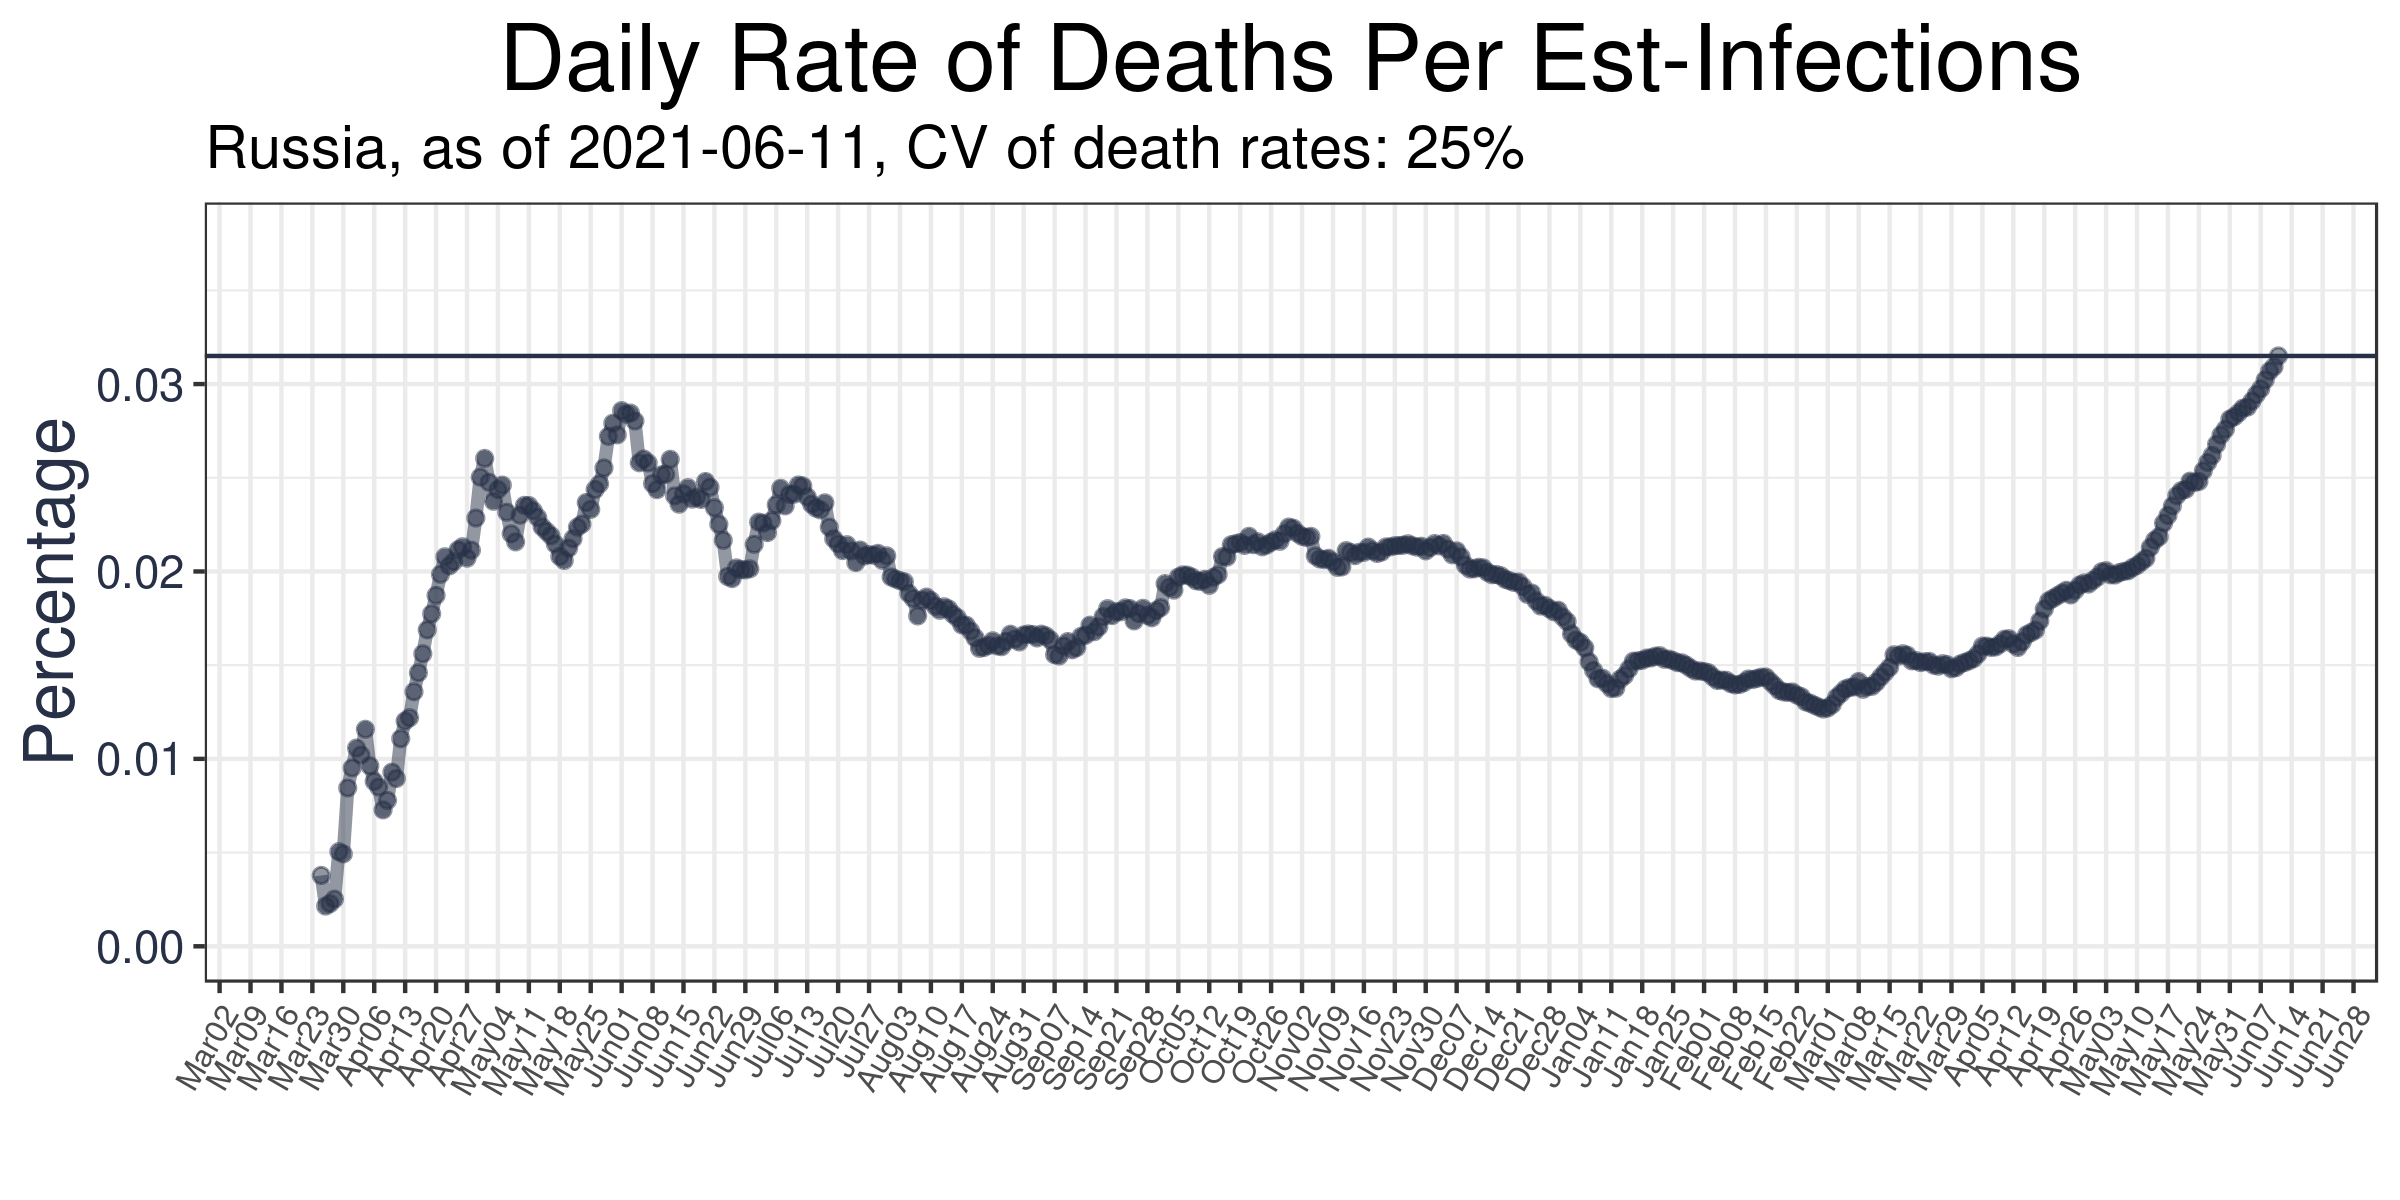 Daily Rate of Deaths Per Est-Infections
Russia, as of 2021-06-11, CV of death rates: 25%
Percentage
0.03
0.02
0.01
0.00
Mar02 Mar09 Mar16 Mar23 Mar30 Apr06 Apr13 Apr20 Apr27 May04 May11 May18 May25 Jun01 Jun08 Jun15 Jun22 Jun29 Jul06 Jul13 Jul20 Jul27 Aug03 Aug10 Aug17 Aug24 Aug31 Sep07 Sep14 Sep21 Sep28 Oct05 Oct12 Oct19 Oct26 Nov02 Nov09 Nov16 Nov23 Nov30 Dec07 Dec14 Dec21 Dec28 Jan04 Jan11 Jan18 Jan25 Feb01 Feb08 Feb15 Feb22 Mar01 Mar08 Mar15 Mar22 Mar29 Apr05 Apr12 Apr19 Apr26 May03 May10 May17 May24 May31 Jun07 Jun14 Jun21 Jun28